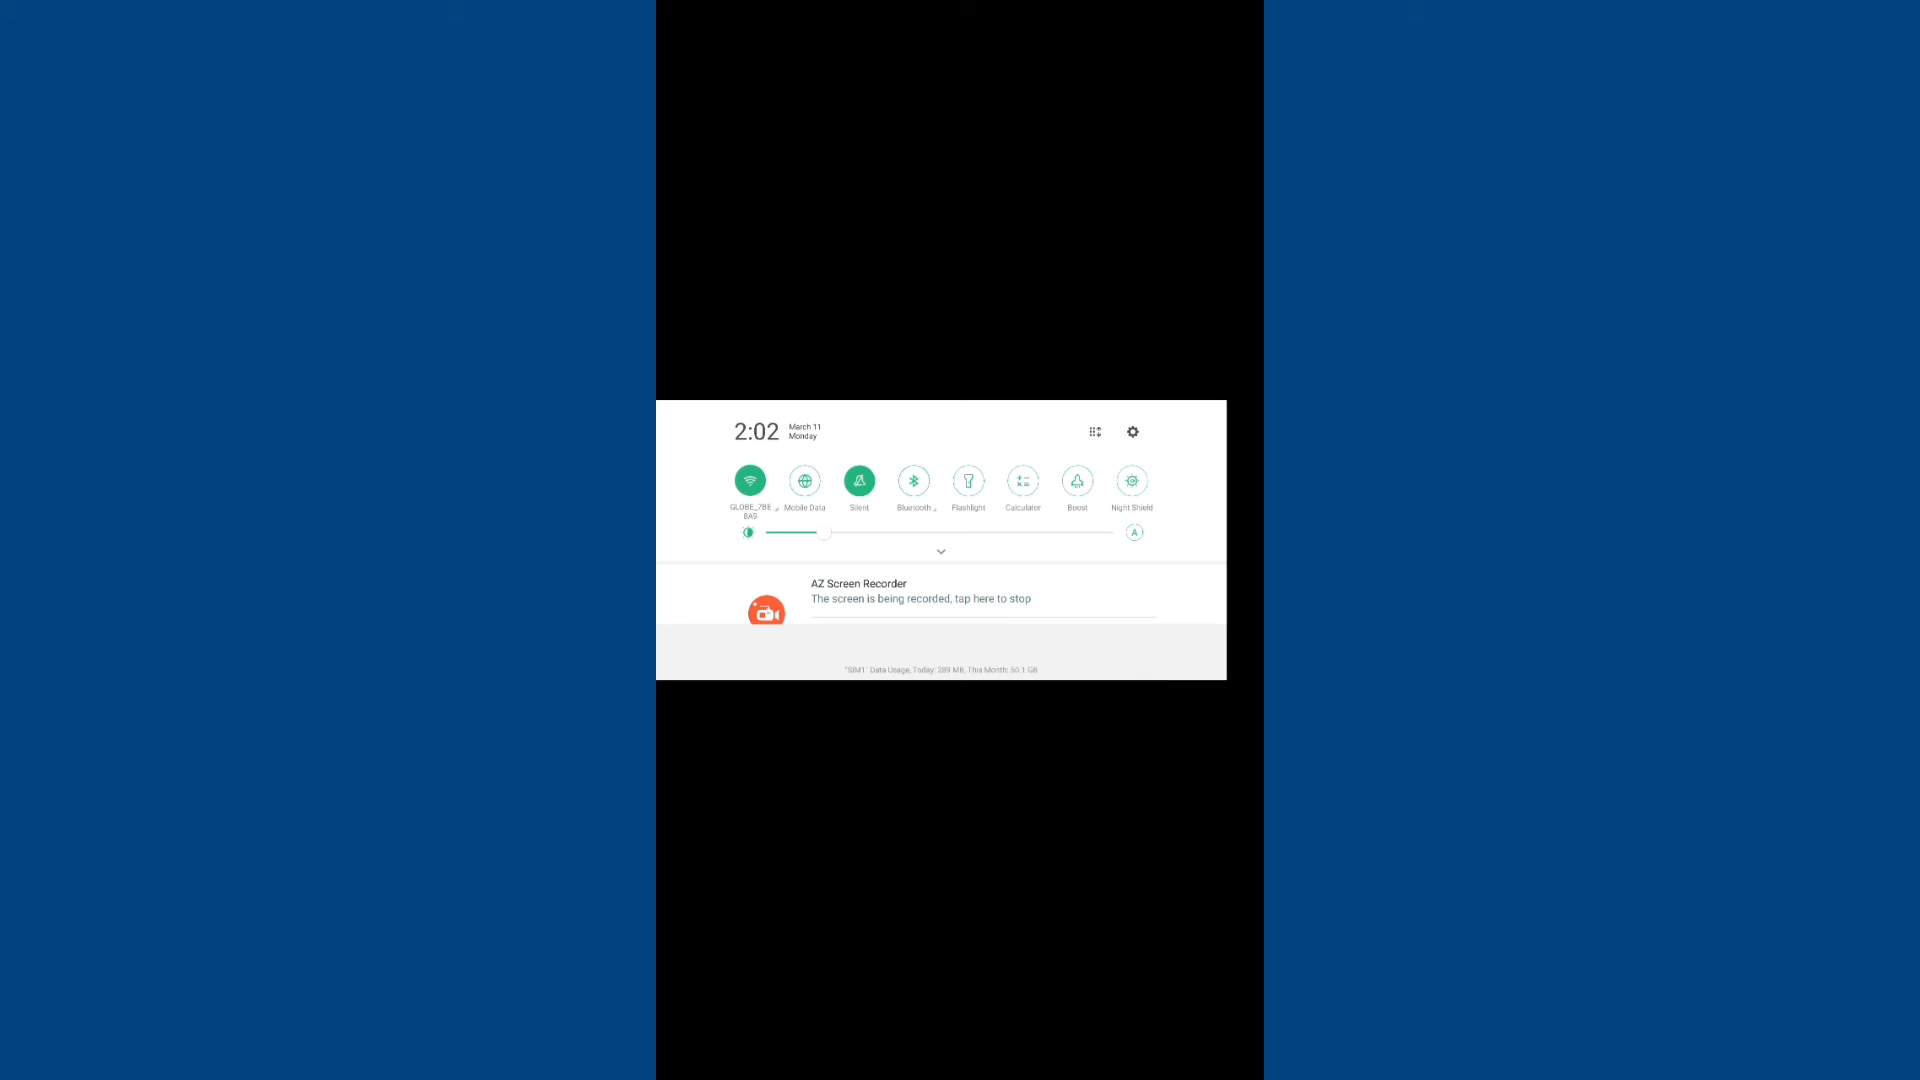 2:02
March 11
Monday
GLOBE_7BE
8A9
Mobile Data
Silent
Bluetooth
Flashlight
Calculator
Boost
Night Shield
A
AZ Screen Recorder
The screen is being recorded, tap here to stop
"SIM1" Data Usage, Today: 289 MB, This Month: 50.1 GB